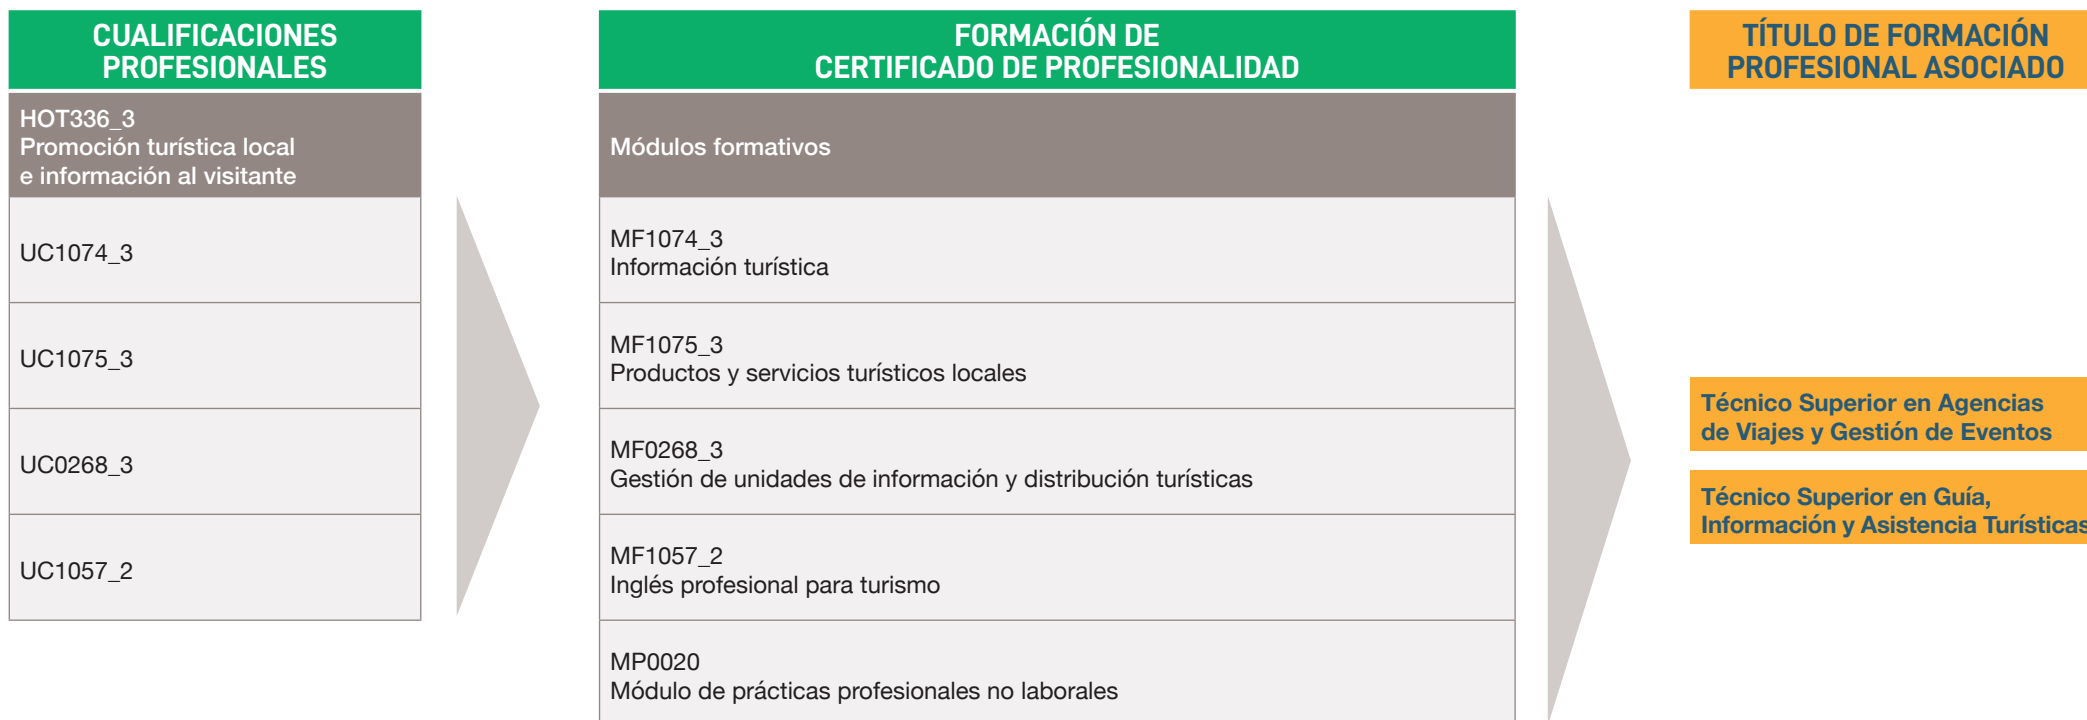 CUALIFICACIONES
PROFESIONALES
HOT336_3
Promoción turística local
e información al visitante
UC1074_3
UC1075_3
UC0268_3
UC1057_2
FORMACIÓN DE
CERTIFICADO DE PROFESIONALIDAD
Módulos formativos
MF1074_3
Información turística
MF1075_3
Productos y servicios turísticos locales
MF0268_3
Gestión de unidades de información y distribución turísticas
MF1057_2
Inglés profesional para turismo
MP0020
Módulo de prácticas profesionales no laborales
TÍTULO DE FORMACIÓN
PROFESIONAL ASOCIADO
Técnico Superior en Agencias
de Viajes y Gestión de Eventos
Técnico Superior en Guía,
Información y Asistencia Turísticas